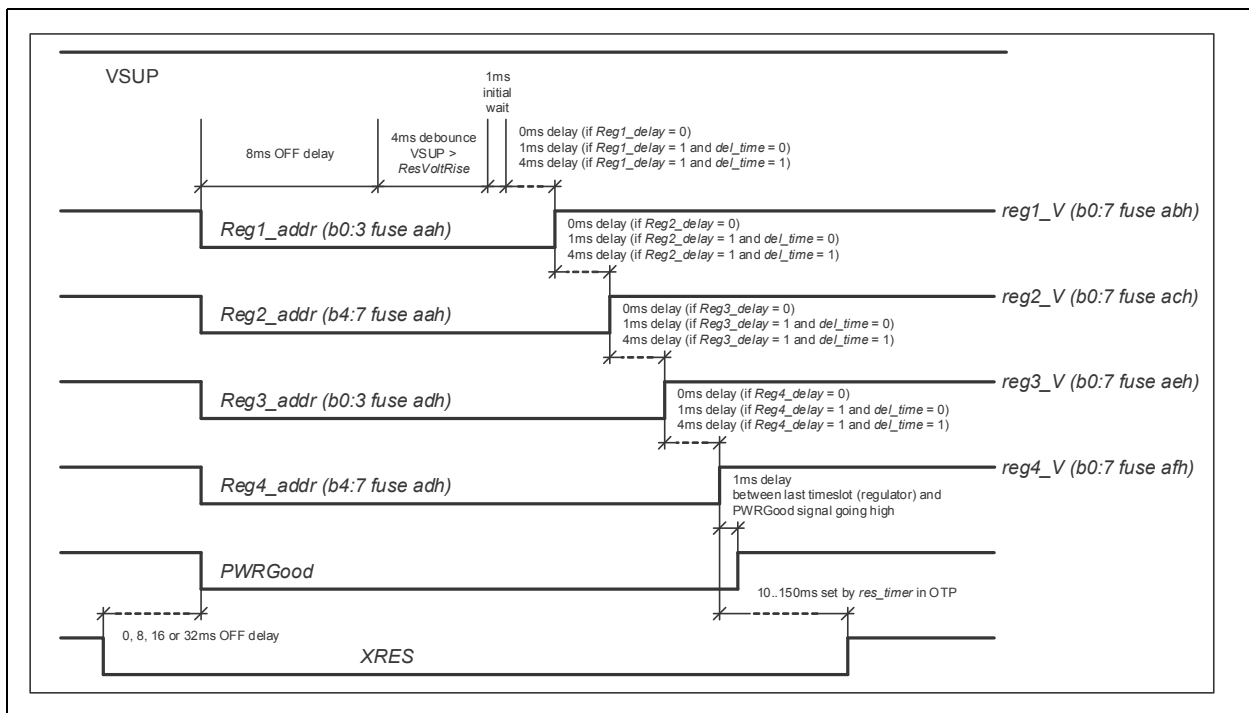 VSUP
1ms
initial
wait
8ms OFF delay
4ms debounce
VSUP >
ResVoltRise
0ms delay (if Reg1_delay = 0)
1ms delay (if Reg1_delay = 1 and del_time = 0)
4ms delay (if Reg1_delay = 1 and del_time = 1)
Reg1_addr (b0:3 fuse aah)
reg1_V (b0:7 fuse abh)
0ms delay (if Reg2_delay = 0)
1ms delay (if Reg2_delay = 1 and del_time = 0)
4ms delay (if Reg2_delay = 1 and del_time = 1)
Reg2_addr (b4:7 fuse aah)
reg2_V (b0:7 fuse ach)
0ms delay (if Reg3_delay = 0)
1ms delay (if Reg3_delay = 1 and del_time = 0)
4ms delay (if Reg3_delay = 1 and del_time = 1)
Reg3_addr (b0:3 fuse adh)
reg3_V (b0:7 fuse aeh)
0ms delay (if Reg4_delay = 0)
1ms delay (if Reg4_delay = 1 and del_time = 0)
4ms delay (if Reg4_delay = 1 and del_time = 1)
Reg4_addr (b4:7 fuse adh)
reg4_V (b0:7 fuse afh)
1ms delay
between last timeslot (regulator) and
PWRGood signal going high
PWRGood
10..150ms set by res_timer in OTP
0, 8, 16 or 32ms OFF delay
XRES